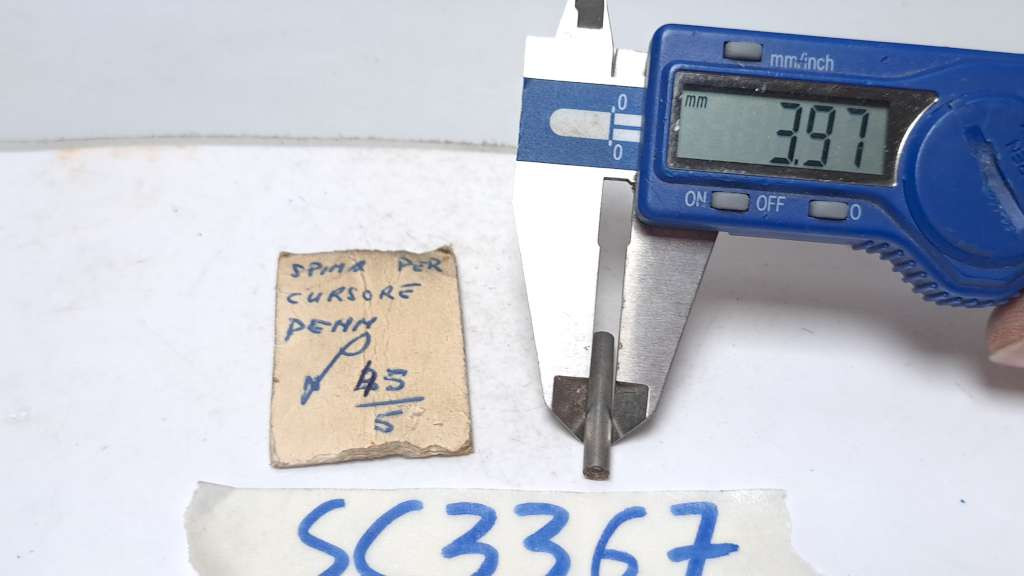 SPINA PER
CURSORE
PENN
45
5
mm/inch
mm
3.97
ON OFF 0
0
0
SC3367